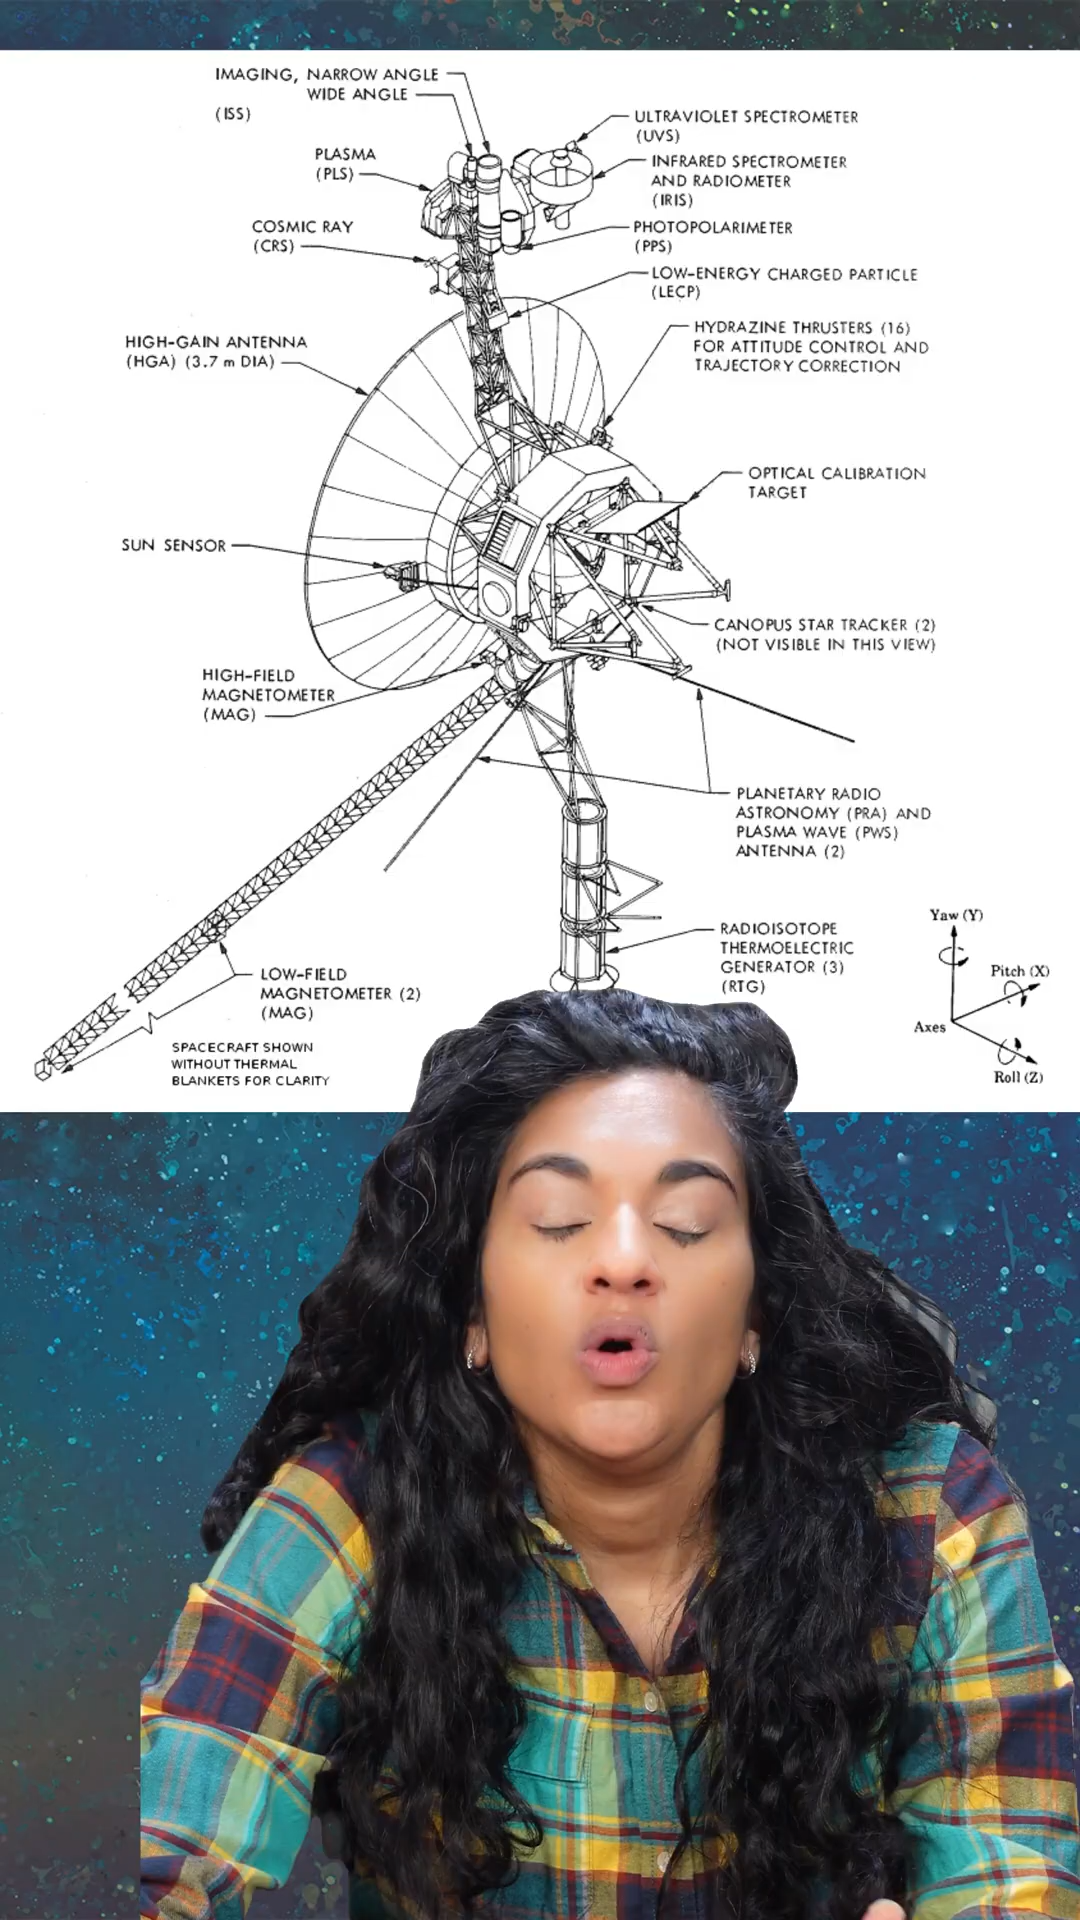 IMAGING, NARROW ANGLE
WIDE ANGLE
(ISS)
ULTRAVIOLET SPECTROMETER
(UVS)
PLASMA
(PLS)
INFRARED SPECTROMETER
AND RADIOMETER
(IRIS)
COSMIC RAY
(CRS)
PHOTOPOLARIMETER
(PPS)
LOW-ENERGY CHARGED PARTICLE
(LECP)
HIGH-GAIN ANTENNA
(HGA) (3.7 m DIA)
HYDRAZINE THRUSTERS (16)
FOR ATTITUDE CONTROL AND
TRAJECTORY CORRECTION
OPTICAL CALIBRATION
TARGET
SUN SENSOR
CANOPUS STAR TRACKER (2)
(NOT VISIBLE IN THIS VIEW)
HIGH-FIELD
MAGNETOMETER
(MAG)
PLANETARY RADIO
ASTRONOMY (PRA) AND
PLASMA WAVE (PWS)
ANTENNA (2)
RADIOISOTOPE
THERMOELECTRIC
GENERATOR (3)
(RTG)
LOW-FIELD
MAGNETOMETER (2)
(MAG)
SPACECRAFT SHOWN
WITHOUT THERMAL
BLANKETS FOR CLARITY
Yaw (Y)
Pitch (X)
Axes
Roll (Z)